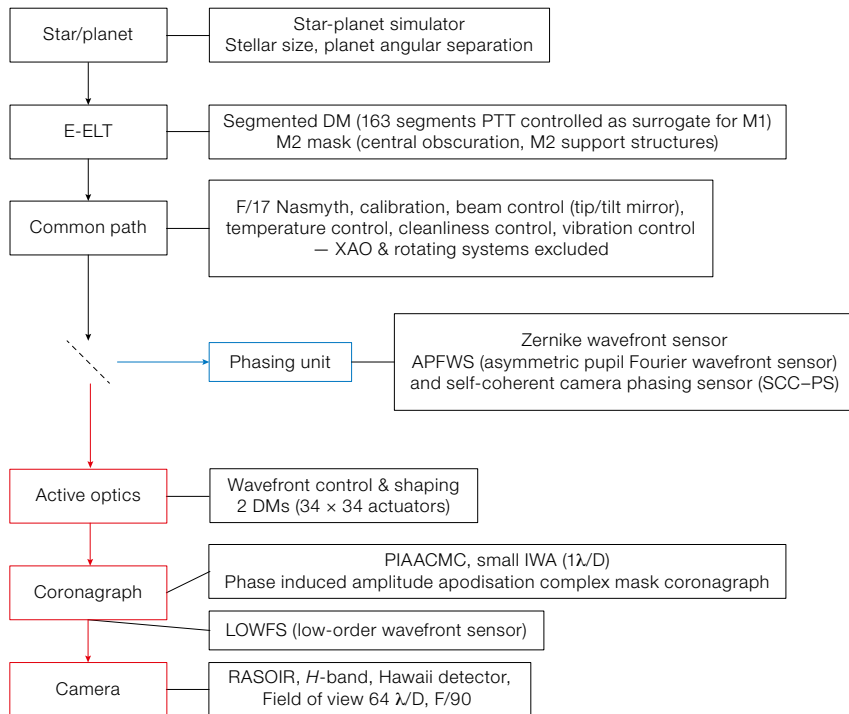 Star/planet
Star-planet simulator
Stellar size, planet angular separation
E-ELT
Segmented DM (163 segments PTT controlled as surrogate for M1)
M2 mask (central obscuration, M2 support structures)
Common path
F/17 Nasmyth, calibration, beam control (tip/tilt mirror),
temperature control, cleanliness control, vibration control
— XAO & rotating systems excluded
Phasing unit
Zernike wavefront sensor
APFWS (asymmetric pupil Fourier wavefront sensor)
and self-coherent camera phasing sensor (SCC–PS)
Active optics
Wavefront control & shaping
2 DMs (34 × 34 actuators)
Coronagraph
PIAACMC, small IWA (1λ/D)
Phase induced amplitude apodisation complex mask coronagraph
LOWFS (low-order wavefront sensor)
Camera
RASOIR, H-band, Hawaii detector,
Field of view 64 λ/D, F/90